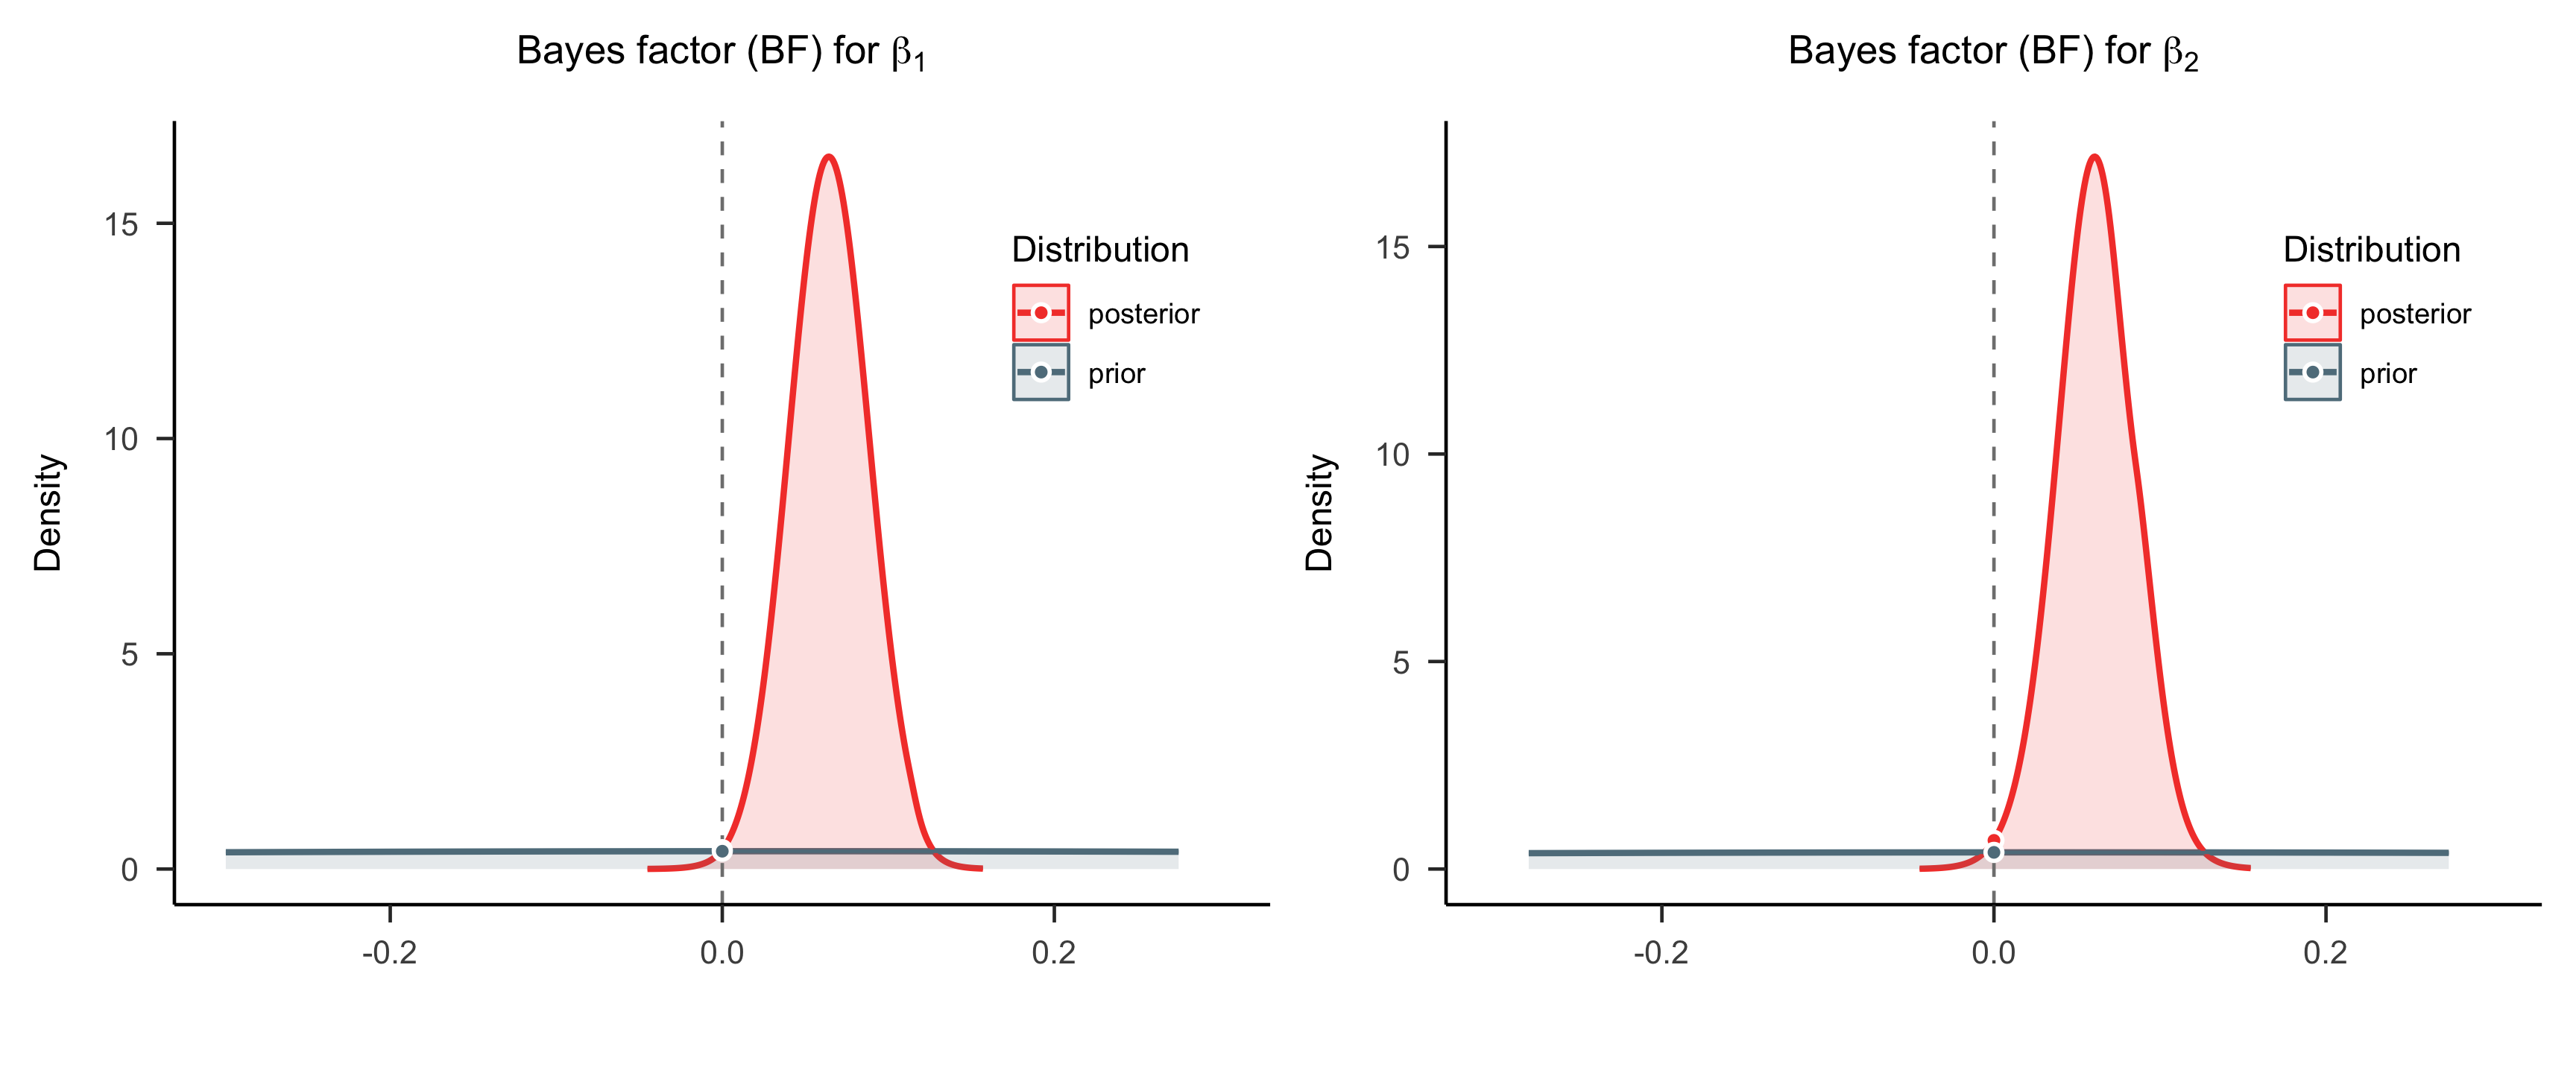 Bayes factor (BF) for β1
Density
15
10
5
0
-0.2
0.0
0.2
Distribution
posterior
prior
Bayes factor (BF) for β2
Density
15
10
5
0
-0.2
0.0
0.2
Distribution
posterior
prior